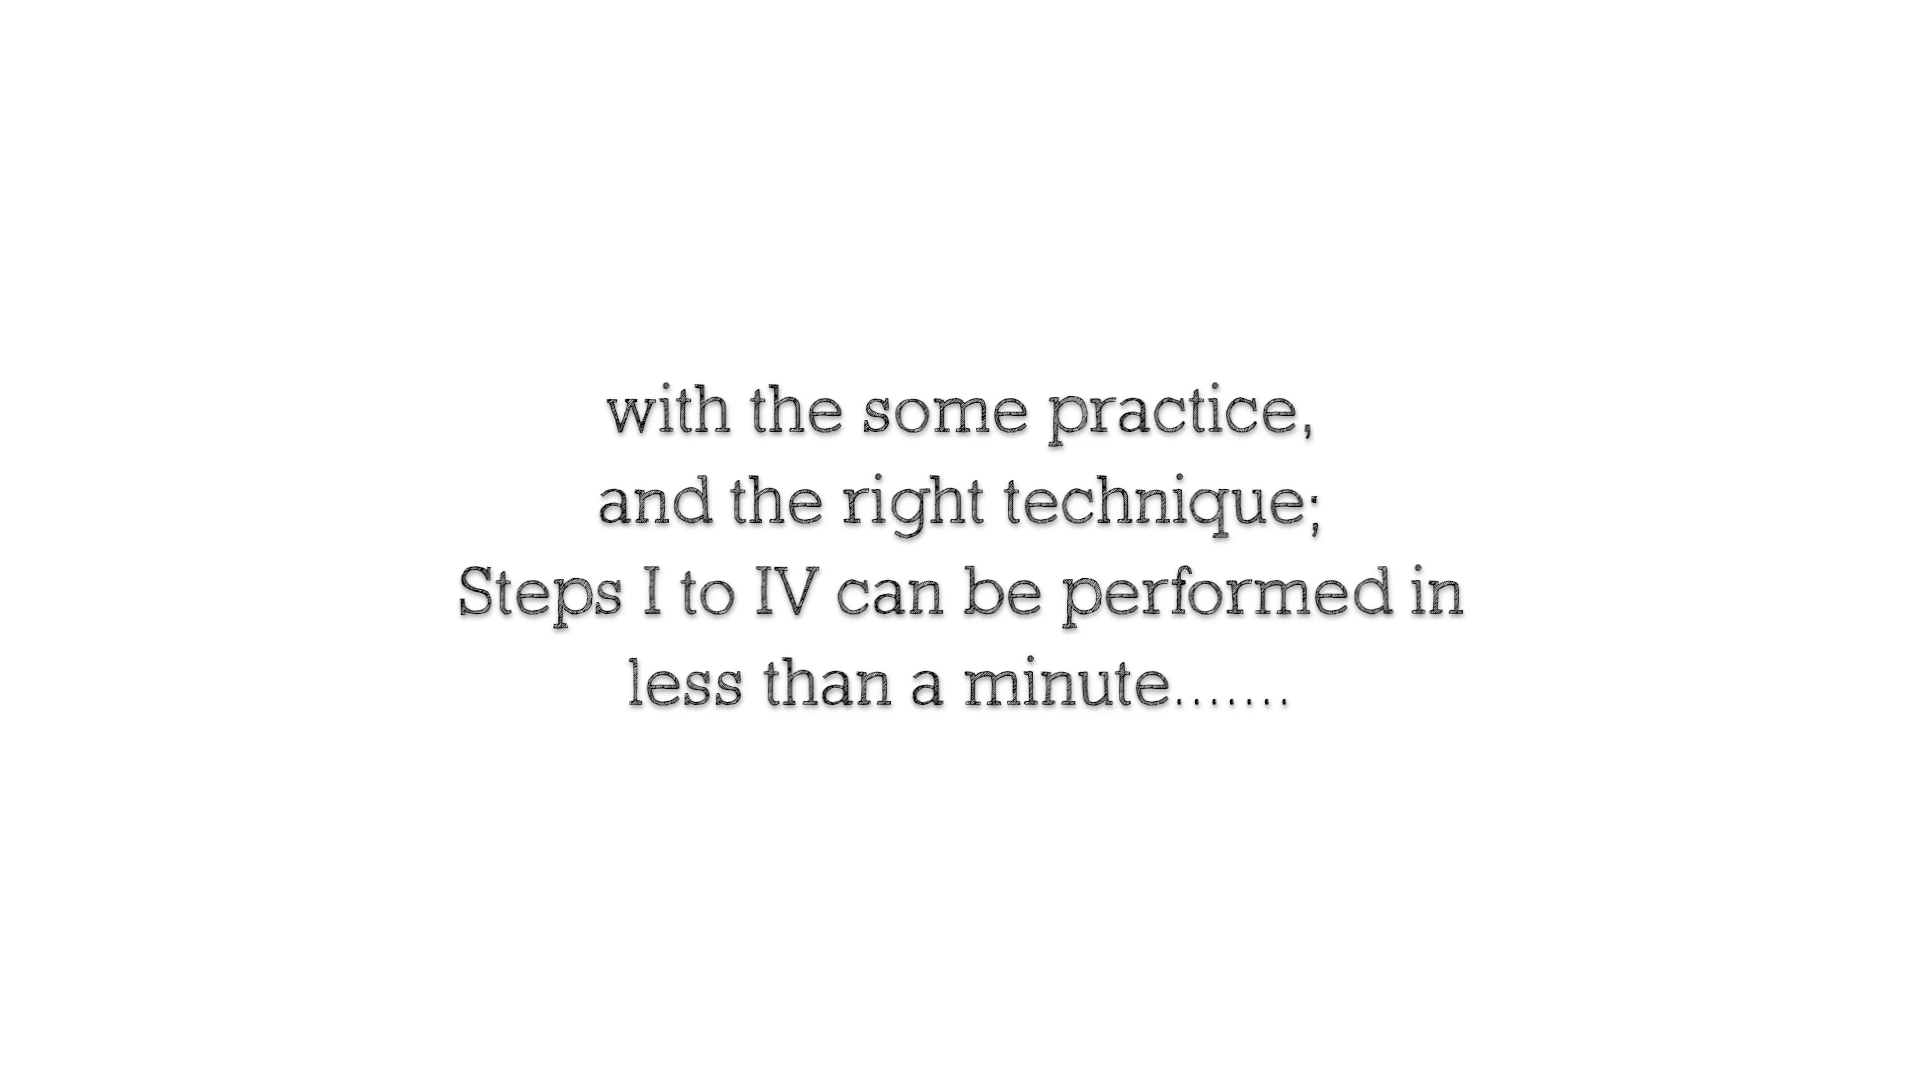 with the some practice,
and the right technique;
Steps I to IV can be performed in
less than a minute.......